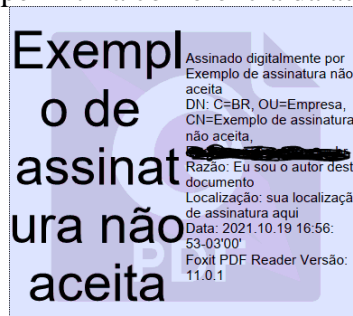 Exempl
o de
assinat
ura não
aceita
Assinado digitalmente por
Exemplo de assinatura não
aceita
DN: C=BR, OU=Empresa,
CN=Exemplo de assinatura
não aceita,
Razão: Eu sou o autor dest
documento
Localização: sua localizaçã
de assinatura aqui
Data: 2021.10.19 16:56:
53-03'00'
Foxit PDF Reader Versão:
11.0.1
PDF